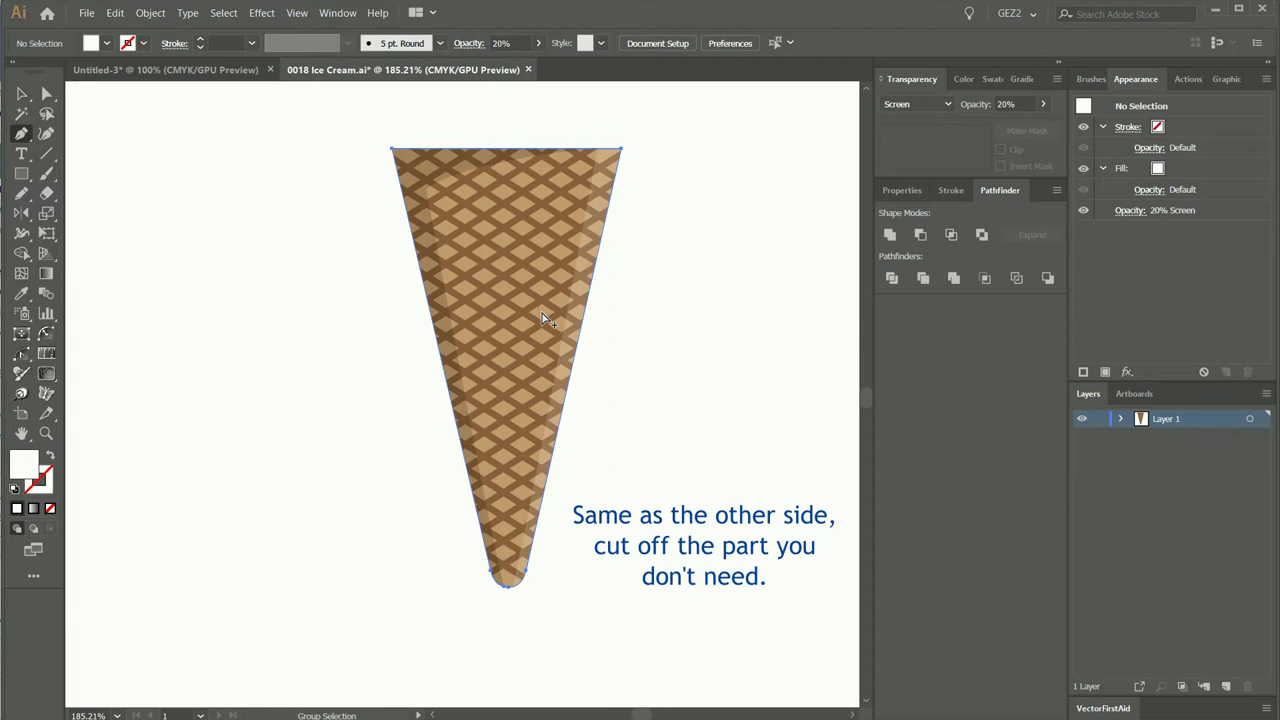 Ai File Edit Object Type Select Effect View Window Help GEZ2 Search Adobe Stock
No Selection Stroke: 5 pt. Round Opacity: 20% Style: Document Setup Preferences
Untitled-3* @ 100% (CMYK/GPU Preview) 0018 Ice Cream.ai* @ 185.21% (CMYK/GPU Preview)
Transparency Color Swat Gradi
Screen Opacity: 20%
Make Mask
Clip
Invert Mask
Properties Stroke Pathfinder
Shape Modes:
Expand
Pathfinders:
Brushes Appearance Actions Graphic
No Selection
Stroke:
Opacity: Default
Fill:
Opacity: Default
Opacity: 20% Screen
fx
Layers Artboards
Layer 1
Same as the other side,
cut off the part you
don't need.
1 Layer
VectorFirstAid
185.21% 1 Group Selection